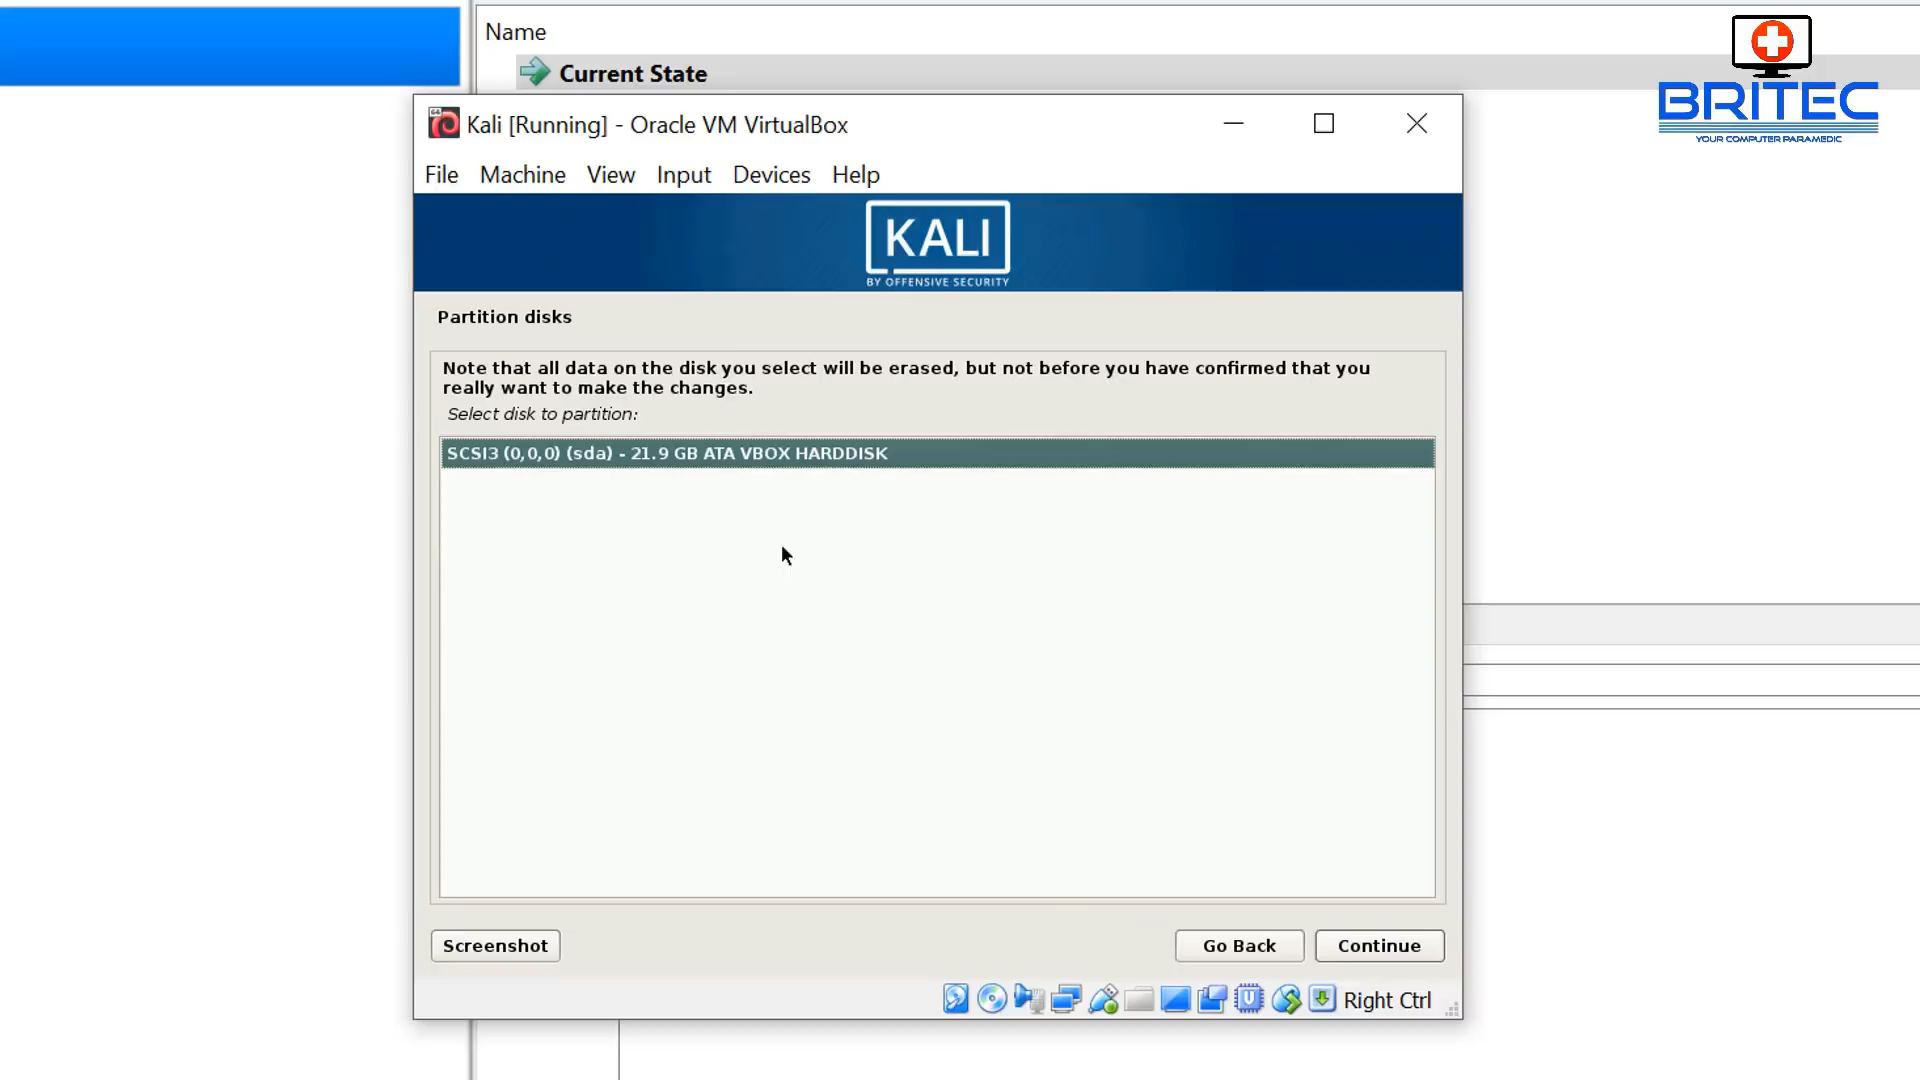 Name
Current State
BRITEC
YOUR COMPUTER PARAMEDIC
Kali [Running] - Oracle VM VirtualBox
File Machine View Input Devices Help
KALI
BY OFFENSIVE SECURITY
Partition disks
Note that all data on the disk you select will be erased, but not before you have confirmed that you
really want to make the changes.
Select disk to partition:
SCSI3 (0,0,0) (sda) - 21.9 GB ATA VBOX HARDDISK
Screenshot Go Back Continue
Right Ctrl